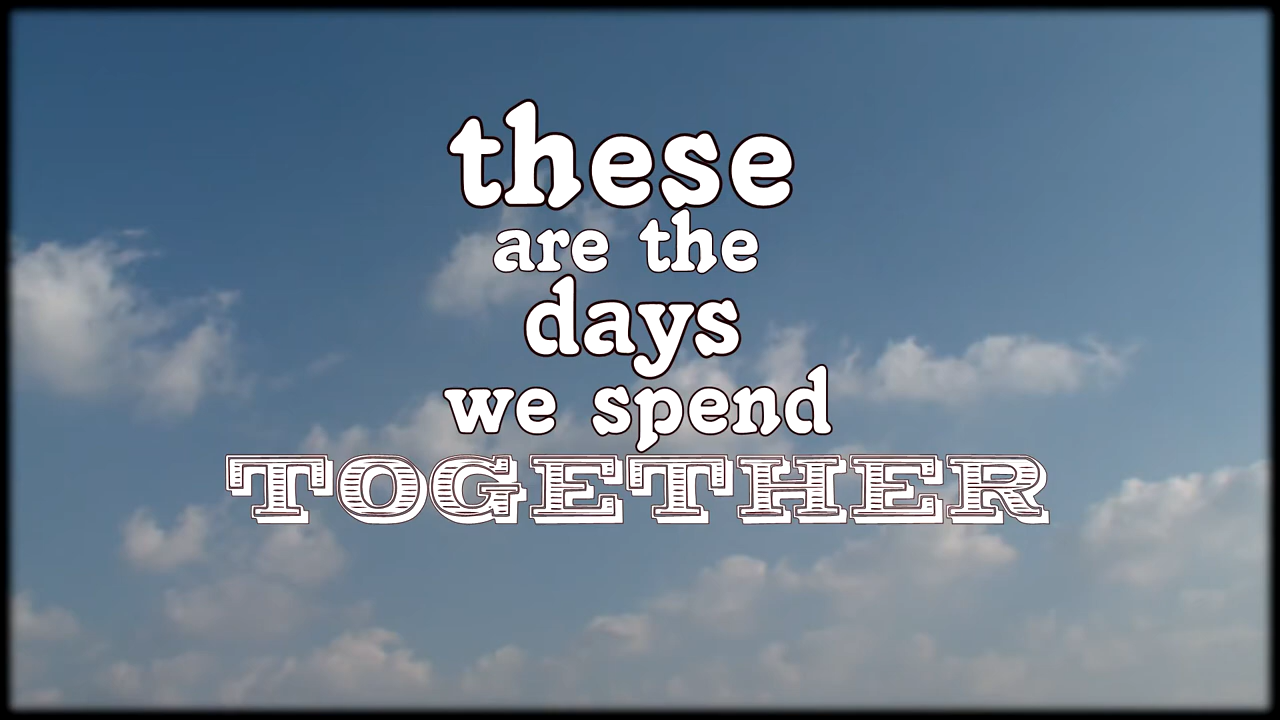 these
are the
days
we spend
TOGETHER